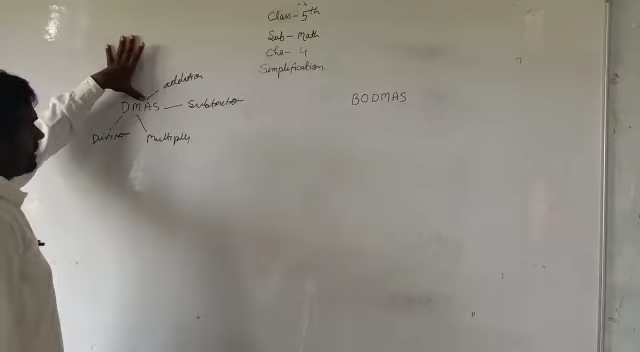 Class - 5th
Sub - Math
Cha - 4
Simplification
addition
DMAS — Subtraction
BODMAS
Division
Multiply